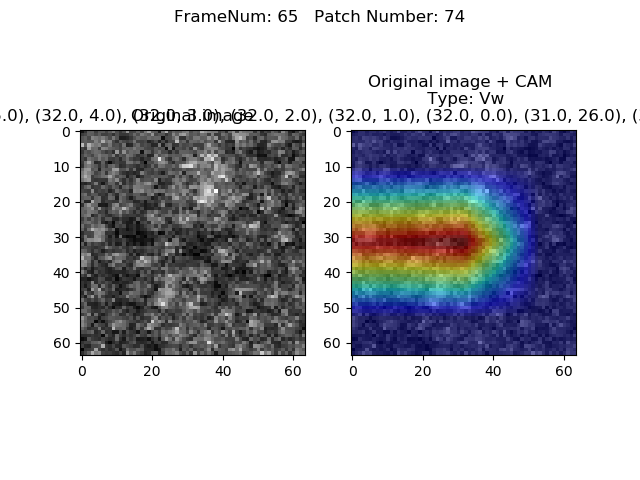 FrameNum: 65   Patch Number: 74
Original image + CAM
Type: Vw
.0), (32.0, 4.0), (32.0, 3.0), (32.0, 2.0), (32.0, 1.0), (32.0, 0.0), (31.0, 26.0), (
Original image
0
10
20
30
40
50
60
0 20 40 60
0
10
20
30
40
50
60
0 20 40 60